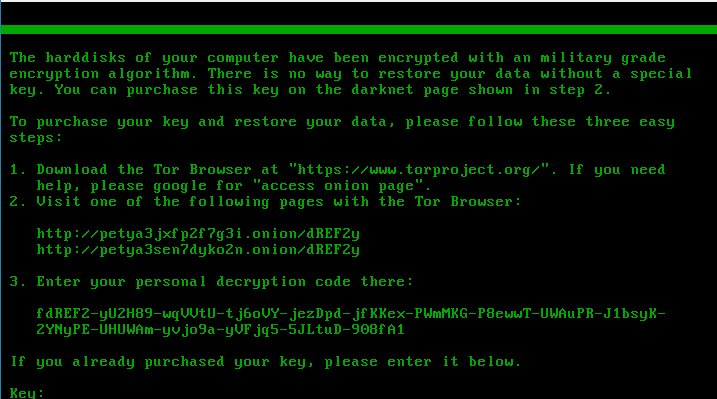 The harddisks of your computer have been encrypted with an military grade
encryption algorithm. There is no way to restore your data without a special
key. You can purchase this key on the darknet page shown in step 2.
To purchase your key and restore your data, please follow these three easy
steps:
1. Download the Tor Browser at "https://www.torproject.org/". If you need
help, please google for "access onion page".
2. Visit one of the following pages with the Tor Browser:
http://petya3jxfp2f7g3i.onion/dREF2y
http://petya3sen7dyko2n.onion/dREF2y
3. Enter your personal decryption code there:
fdREF2-yU2H89-wqVVtU-tj6oVY-jezDpd-jfKKex-PWmMKG-P8ewwT-UWAuPR-J1bsyK-
2YNyPE-UHUWAm-yvjo9a-yVFjq5-5JLtuD-908fA1
If you already purchased your key, please enter it below.
Key: